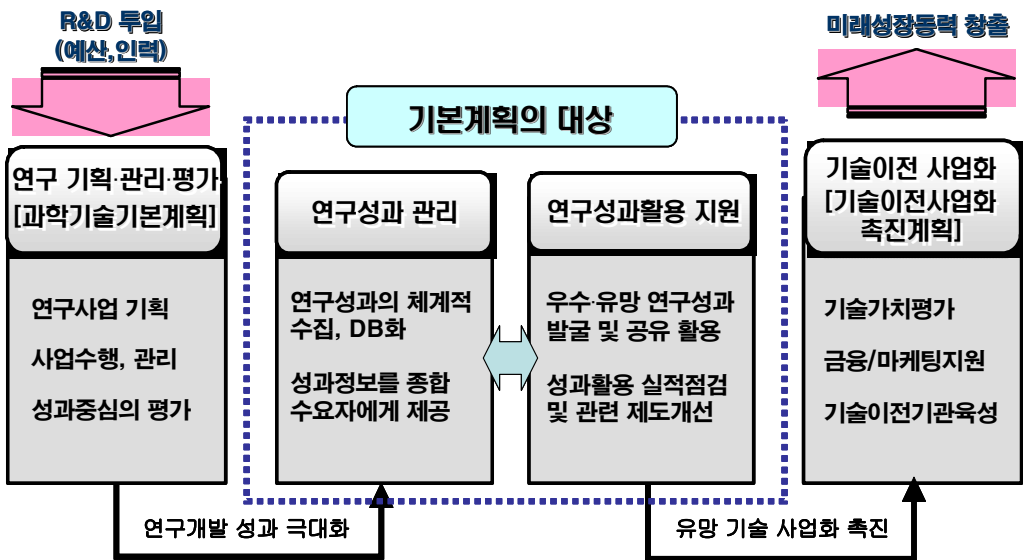 R&D 투입
(예산,인력)
미래성장동력 창출
기본계획의 대상
연구 기획·관리·평가
[과학기술기본계획]
연구사업 기획
사업수행, 관리
성과중심의 평가
연구성과 관리
연구성과의 체계적
수집, DB화
성과정보를 종합
수요자에게 제공
연구성과활용 지원
우수·유망 연구성과
발굴 및 공유 활용
성과활용 실적점검
및 관련 제도개선
기술이전 사업화
[기술이전사업화
촉진계획]
기술가치평가
금융/마케팅지원
기술이전기관육성
연구개발 성과 극대화
유망 기술 사업화 촉진